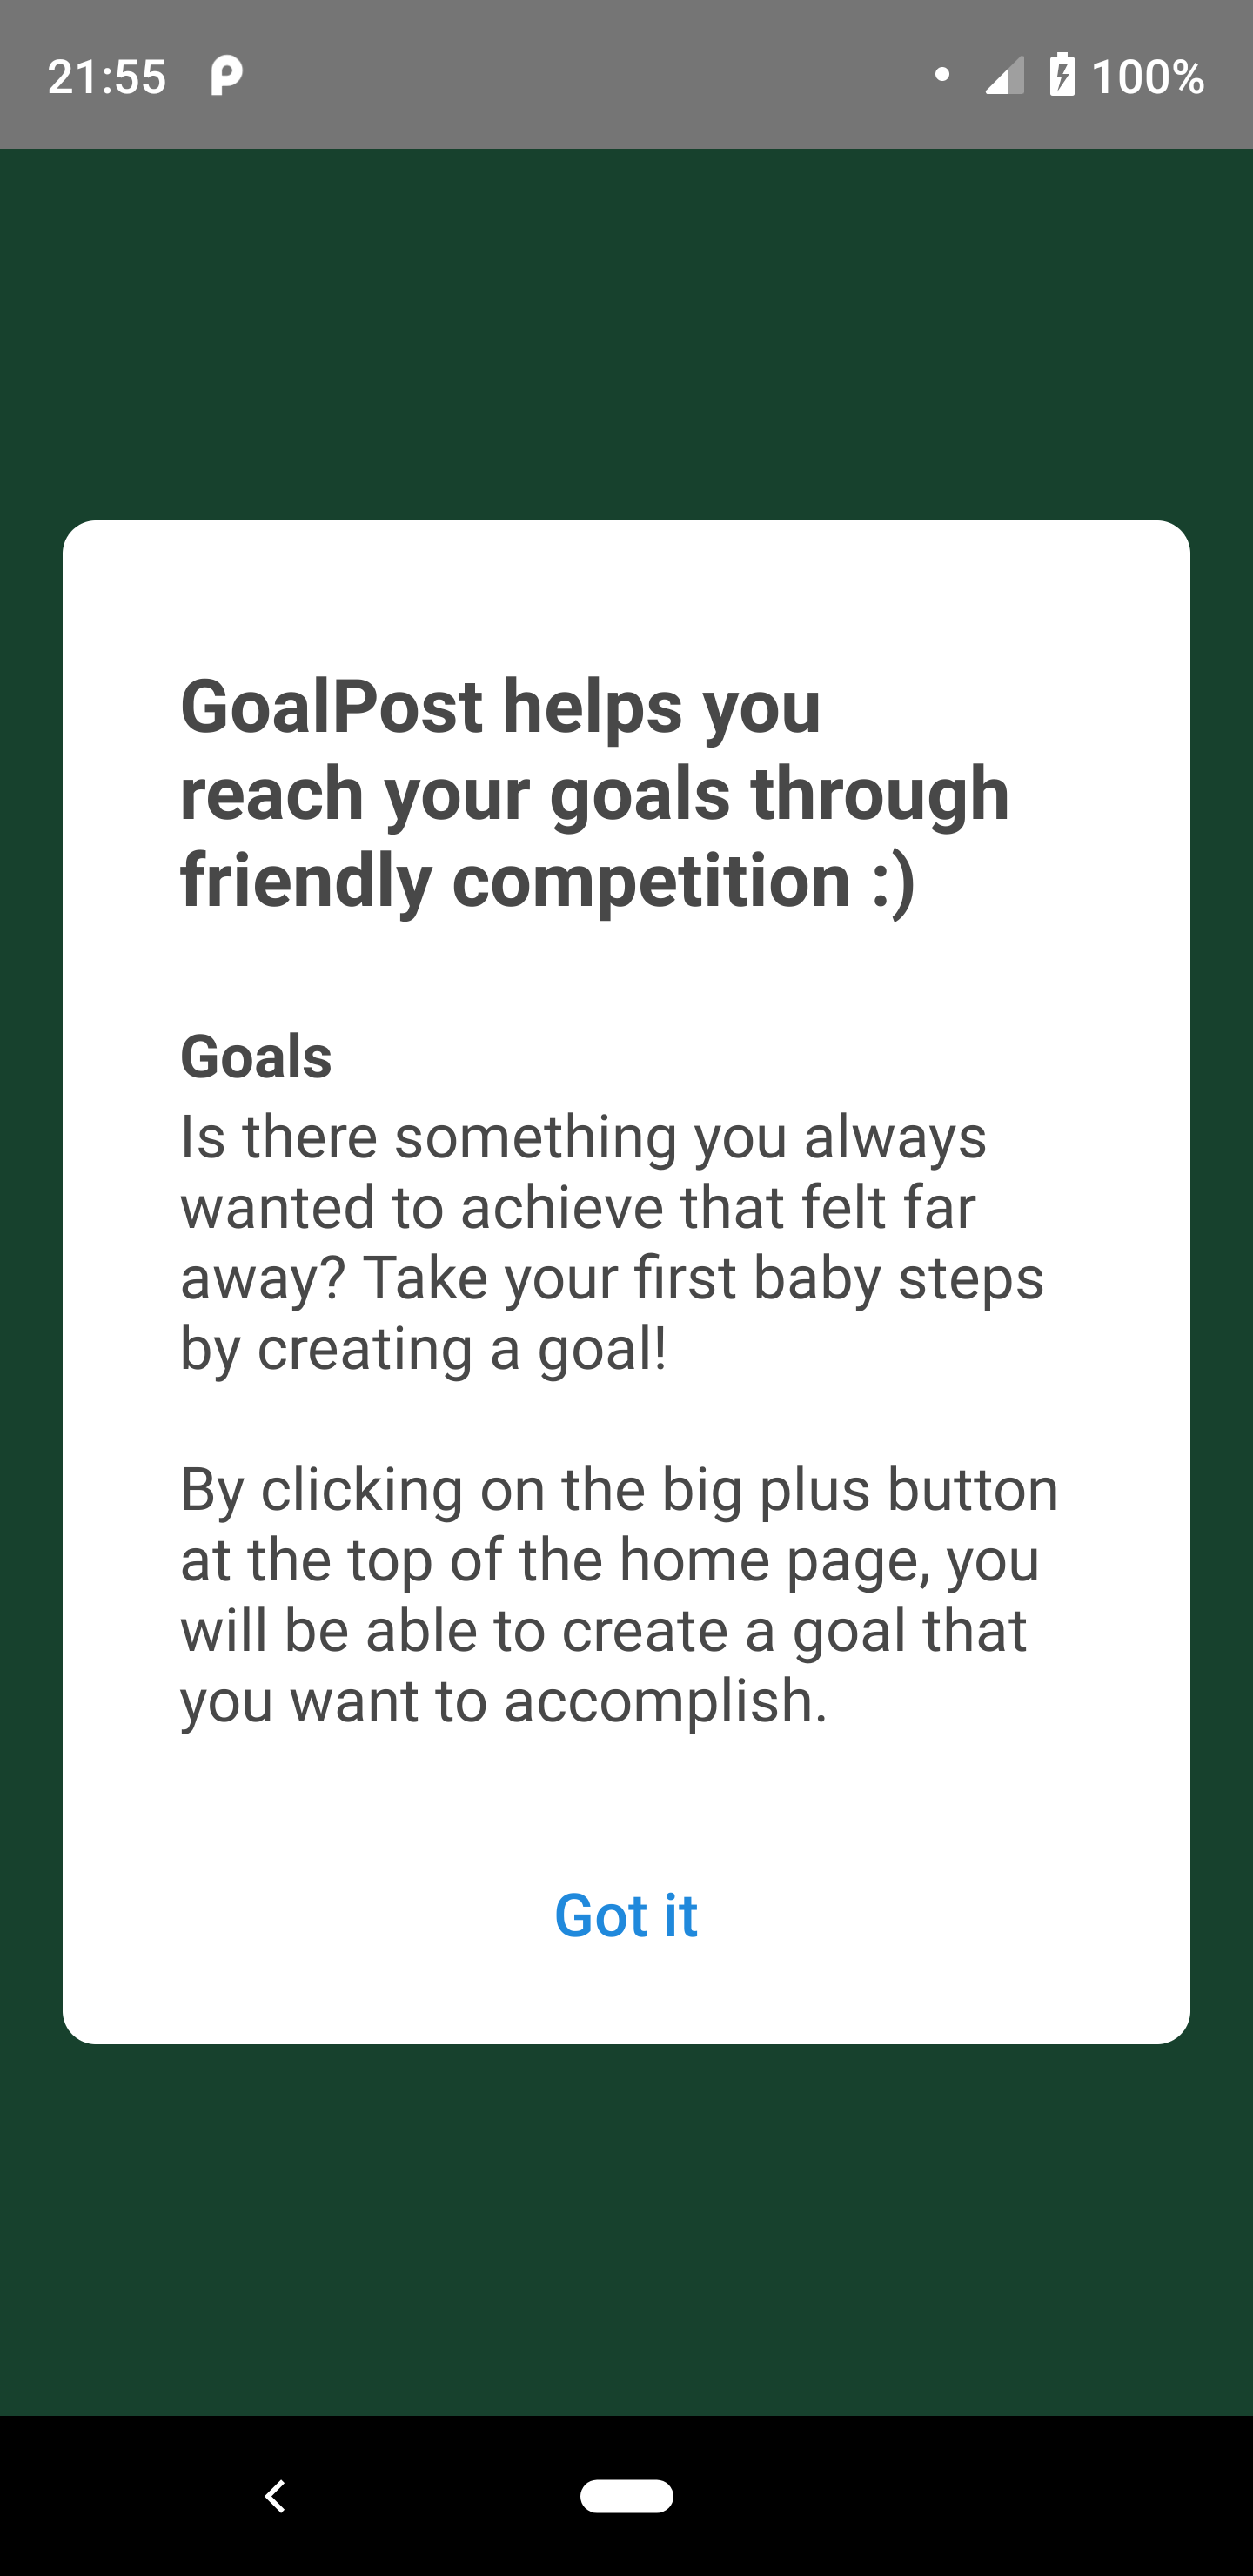 21:55
100%
GoalPost helps you
reach your goals through
friendly competition :)
Goals
Is there something you always
wanted to achieve that felt far
away? Take your first baby steps
by creating a goal!
By clicking on the big plus button
at the top of the home page, you
will be able to create a goal that
you want to accomplish.
Got it